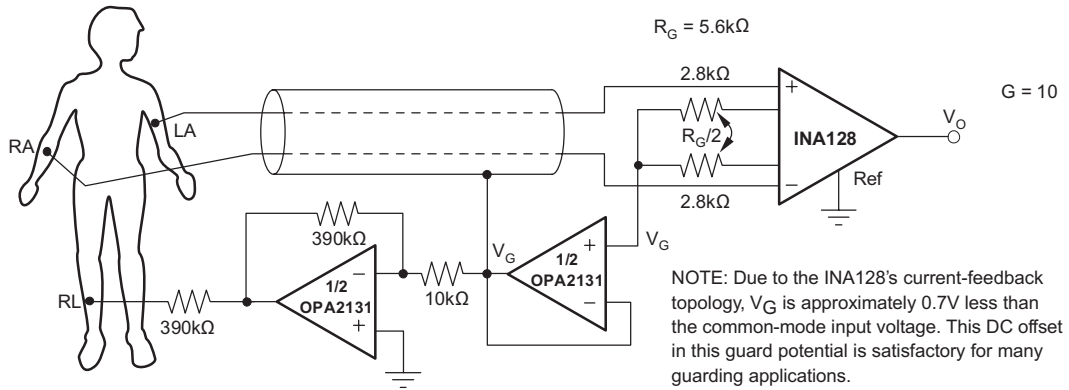 R_G = 5.6kΩ
2.8kΩ
G = 10
LA
RA
+
V_O
R_G/2
INA128
–
Ref
2.8kΩ
390kΩ
V_G
+
V_G
1/2
OPA2131
–
–
1/2
OPA2131
+
10kΩ
RL
390kΩ
NOTE: Due to the INA128's current-feedback
topology, V_G is approximately 0.7V less than
the common-mode input voltage. This DC offset
in this guard potential is satisfactory for many
guarding applications.